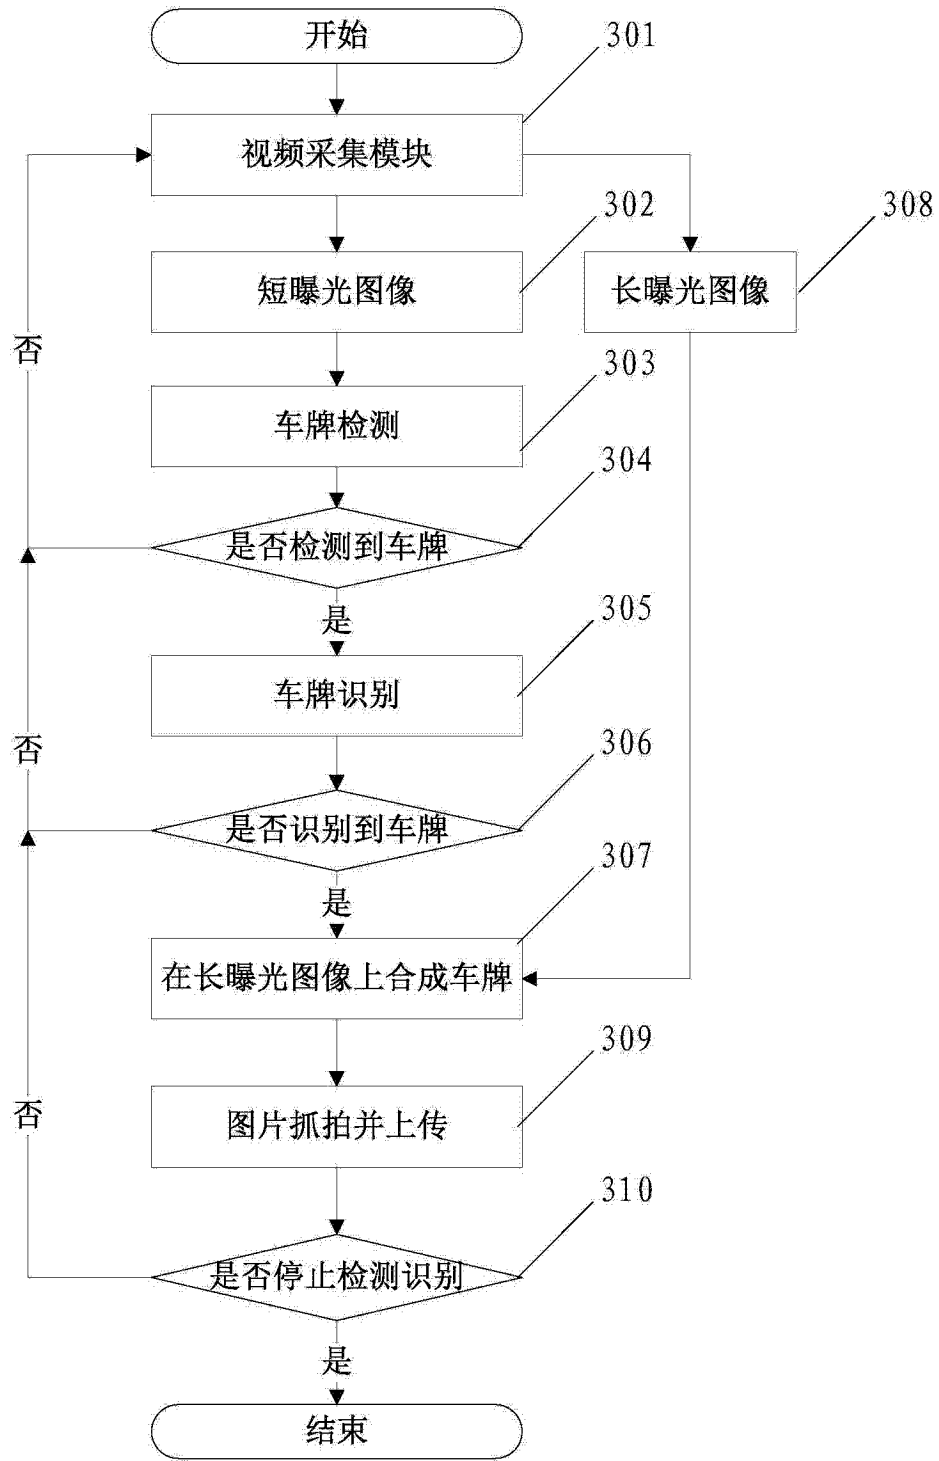 开始
301
视频采集模块
302
308
短曝光图像
长曝光图像
否
303
车牌检测
304
是否检测到车牌
是
305
车牌识别
否
306
是否识别到车牌
是
307
在长曝光图像上合成车牌
309
否
图片抓拍并上传
310
是否停止检测识别
是
结束